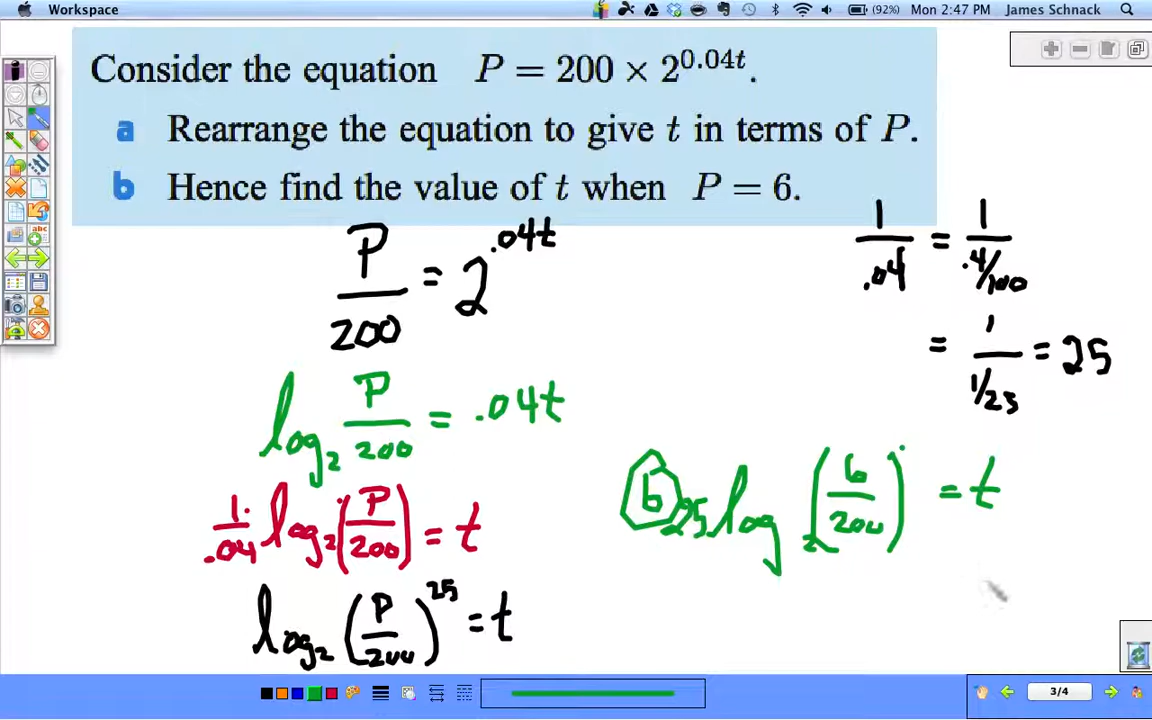 Workspace (92%) Mon 2:47 PM James Schnack
Consider the equation P = 200 × 2^0.04t.
a Rearrange the equation to give t in terms of P.
b Hence find the value of t when P = 6.
P/200 = 2^.04t
log₂ P/200 = .04t
1/.04 log₂(P/200) = t
log₂(P/200)^25 = t
1/.04 = 1/(.4/100)
= 1/(1/25) = 25
b 25 log₂(6/200) = t
abc
3/4